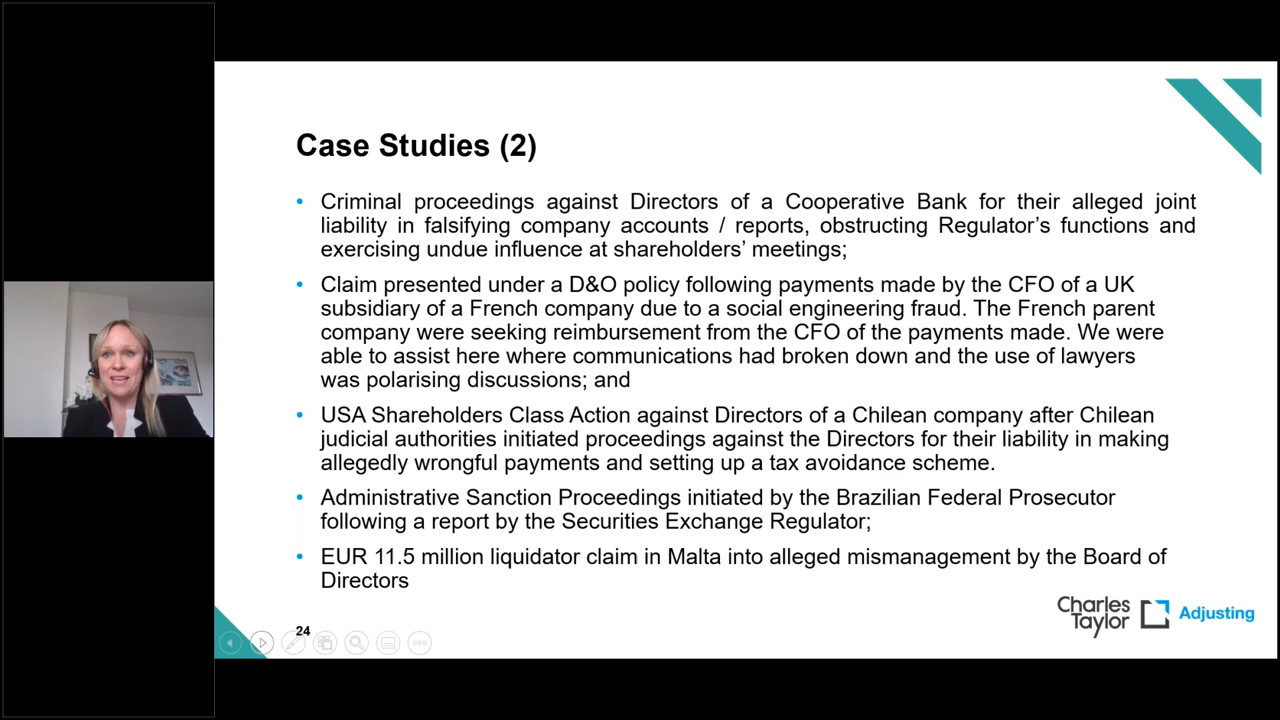 Case Studies (2)
• Criminal proceedings against Directors of a Cooperative Bank for their alleged joint
liability in falsifying company accounts / reports, obstructing Regulator's functions and
exercising undue influence at shareholders' meetings;
• Claim presented under a D&O policy following payments made by the CFO of a UK
subsidiary of a French company due to a social engineering fraud. The French parent
company were seeking reimbursement from the CFO of the payments made. We were
able to assist here where communications had broken down and the use of lawyers
was polarising discussions; and
• USA Shareholders Class Action against Directors of a Chilean company after Chilean
judicial authorities initiated proceedings against the Directors for their liability in making
allegedly wrongful payments and setting up a tax avoidance scheme.
• Administrative Sanction Proceedings initiated by the Brazilian Federal Prosecutor
following a report by the Securities Exchange Regulator;
• EUR 11.5 million liquidator claim in Malta into alleged mismanagement by the Board of
Directors
24
Charles
Taylor
Adjusting